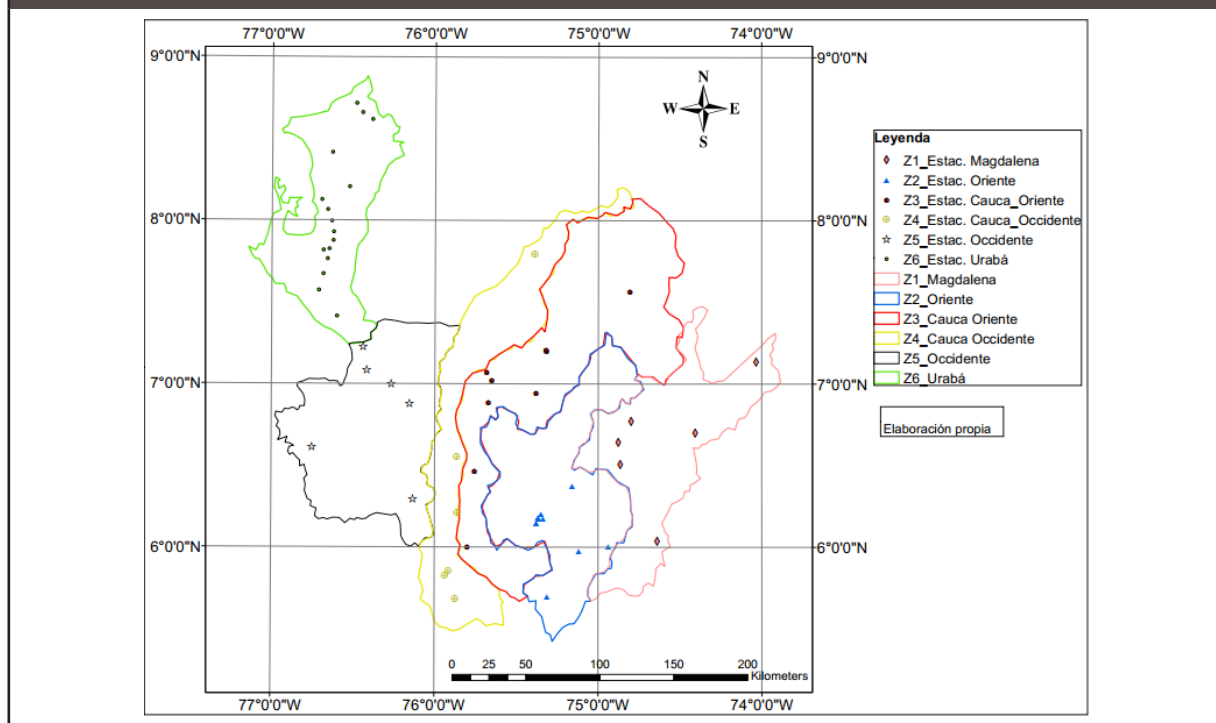 77°0'0"W 76°0'0"W 75°0'0"W 74°0'0"W
9°0'0"N 9°0'0"N
N
W E
S
Leyenda
Z1_Estac. Magdalena
Z2_Estac. Oriente
Z3_Estac. Cauca_Oriente
Z4_Estac. Cauca_Occidente
Z5_Estac. Occidente
Z6_Estac. Urabá
Z1_Magdalena
Z2_Oriente
Z3_Cauca Oriente
Z4_Cauca Occidente
Z5_Occidente
Z6_Urabá
8°0'0"N 8°0'0"N
7°0'0"N 7°0'0"N
Elaboración propia
6°0'0"N 6°0'0"N
0 25 50 100 150 200
Kilometers
77°0'0"W 76°0'0"W 75°0'0"W 74°0'0"W